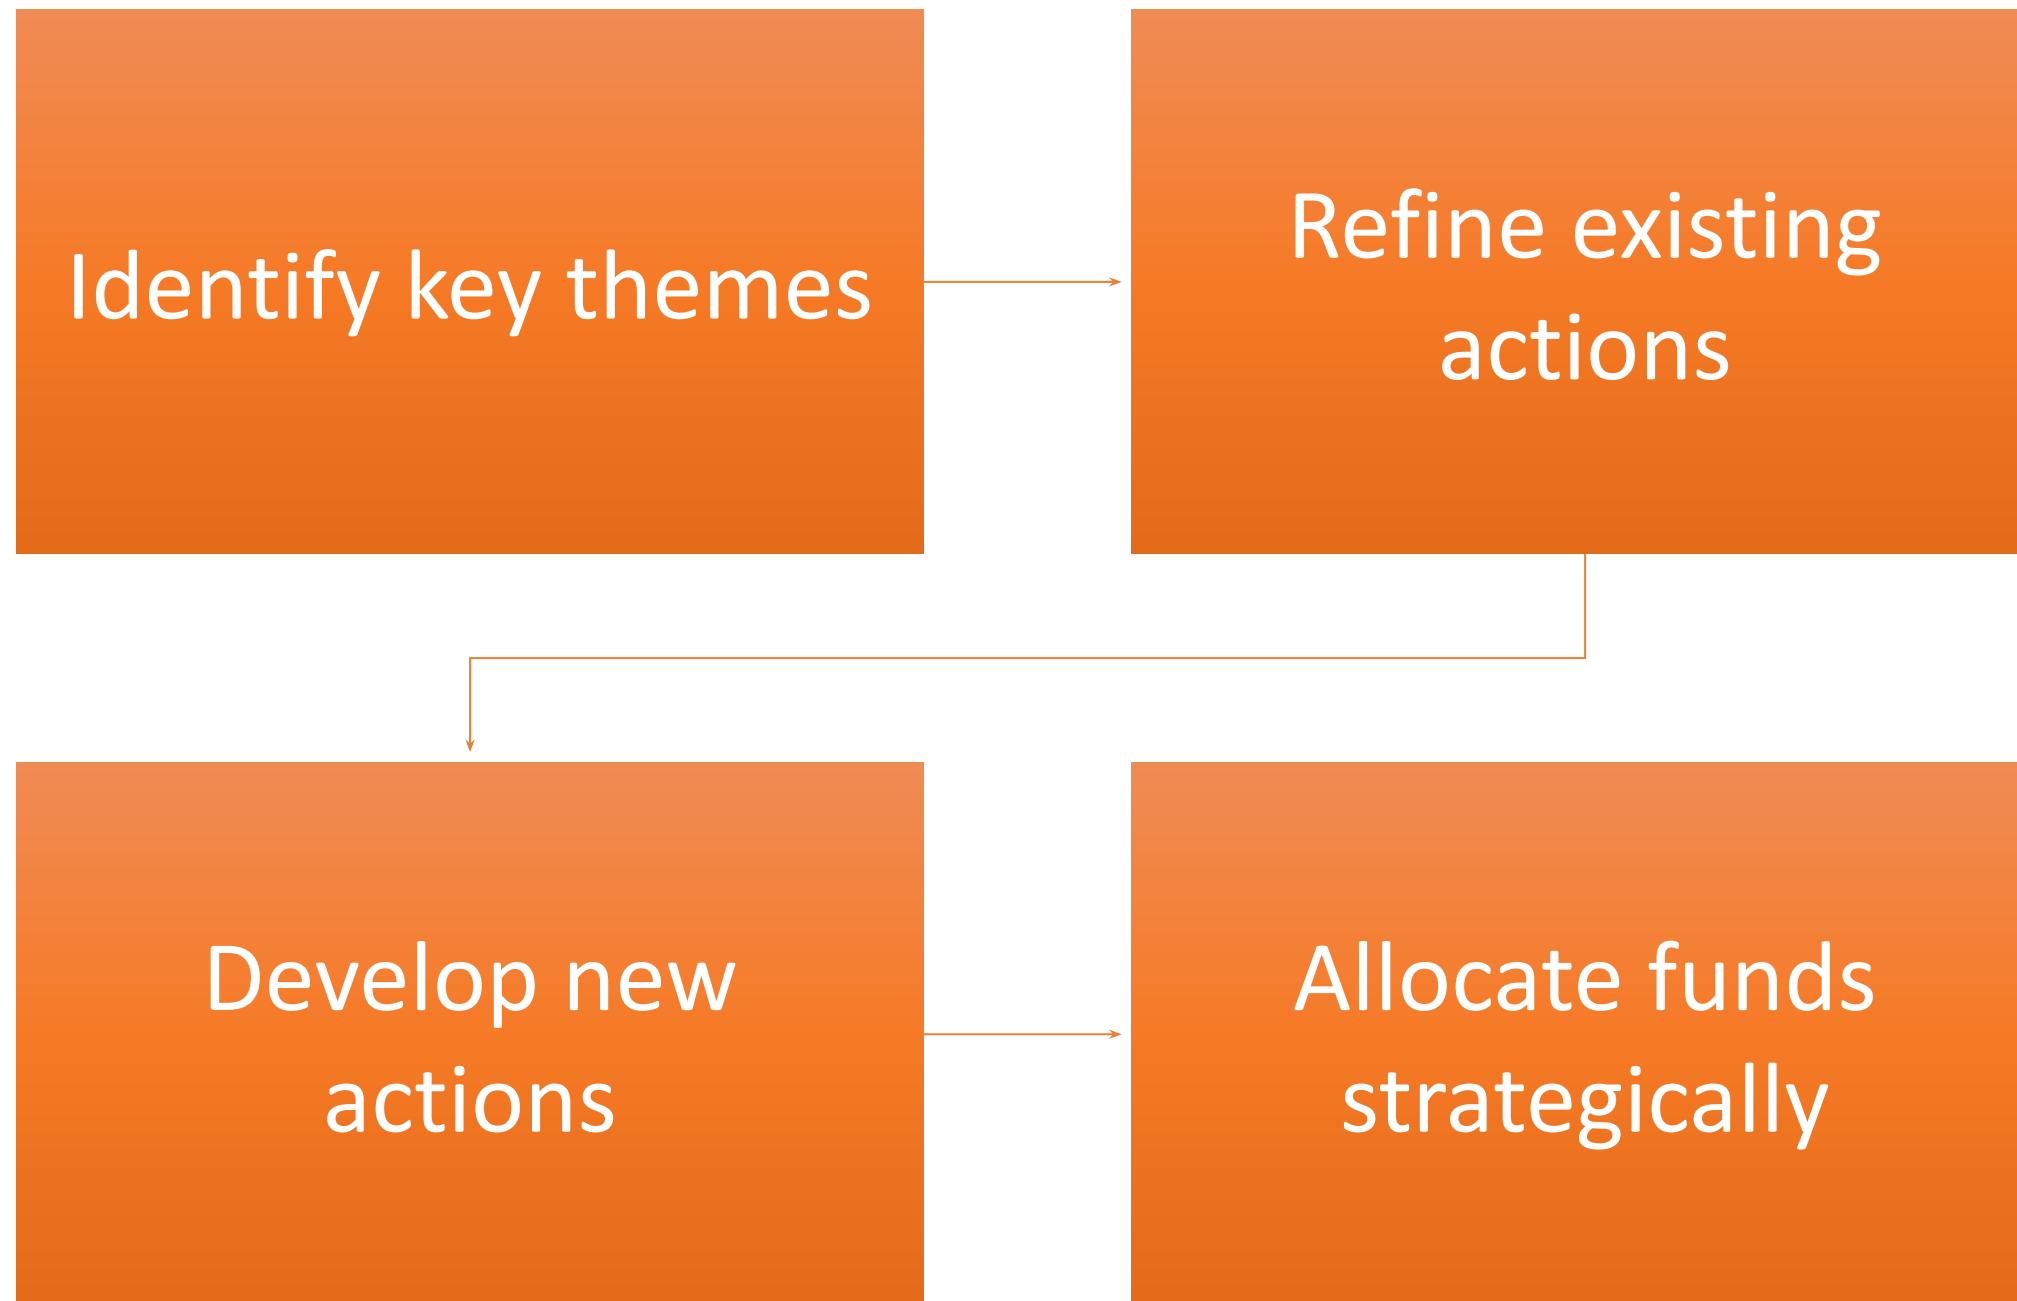 Identify key themes
Refine existing
actions
Develop new
actions
Allocate funds
strategically